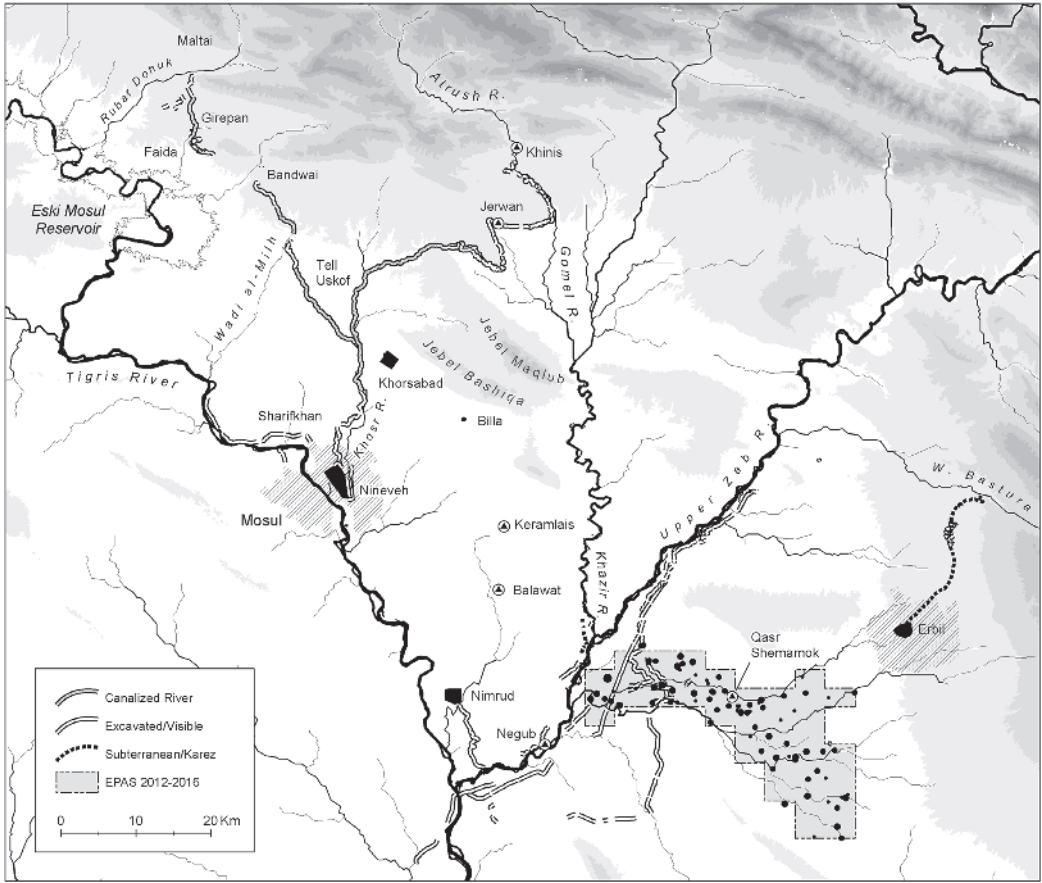 Maltai
Rubar Dohuk
Atrush R.
Girepan
Faida
Khinis
Bandwai
Jerwan
Eski Mosul
Reservoir
Gomel R.
Tell
Uskof
Wadi al-Milh
Jebel Maqlub
Jebel Bashiqa
Tigris River
Khorsabad
Sharifkhan
Khosr R.
Billa
Upper Zab R.
W. Bastura
Nineveh
Mosul
Keramlais
Khazir R.
Balawat
Erbil
Qasr
Shemamok
Nimrud
Negub
Canalized River
Excavated/Visible
Subterranean/Karez
EPAS 2012-2016
0 10 20 Km